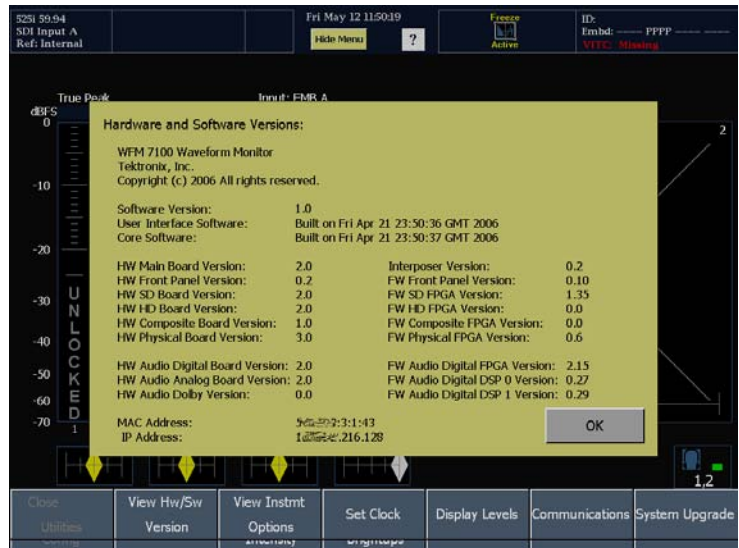 525i 59.94
SDI Input A
Ref: Internal
Fri May 12 11:50:19
Hide Menu
?
Freeze
Active
ID:
Embd: ---- PPPP ---- ----
VITC: Missing
True Peak
Input: EMB A
dBFS
0
-10
-20
-30
-40
-50
-60
-70
UNLOCKED
1
2
Hardware and Software Versions:
WFM 7100 Waveform Monitor
Tektronix, Inc.
Copyright (c) 2006 All rights reserved.
Software Version: 1.0
User Interface Software: Built on Fri Apr 21 23:50:36 GMT 2006
Core Software: Built on Fri Apr 21 23:50:37 GMT 2006
HW Main Board Version: 2.0 Interposer Version: 0.2
HW Front Panel Version: 0.2 FW Front Panel Version: 0.10
HW SD Board Version: 2.0 FW SD FPGA Version: 1.35
HW HD Board Version: 2.0 FW HD FPGA Version: 0.0
HW Composite Board Version: 1.0 FW Composite FPGA Version: 0.0
HW Physical Board Version: 3.0 FW Physical FPGA Version: 0.6
HW Audio Digital Board Version: 2.0 FW Audio Digital FPGA Version: 2.15
HW Audio Analog Board Version: 2.0 FW Audio Digital DSP 0 Version: 0.27
HW Audio Dolby Version: 0.0 FW Audio Digital DSP 1 Version: 0.29
MAC Address: :3:1:43
IP Address: .216.128
OK
1,2
Close
Utilities
Config
View Hw/Sw
Version
View Instmt
Options
Intensity
Set Clock
Display Levels
Communications
System Upgrade